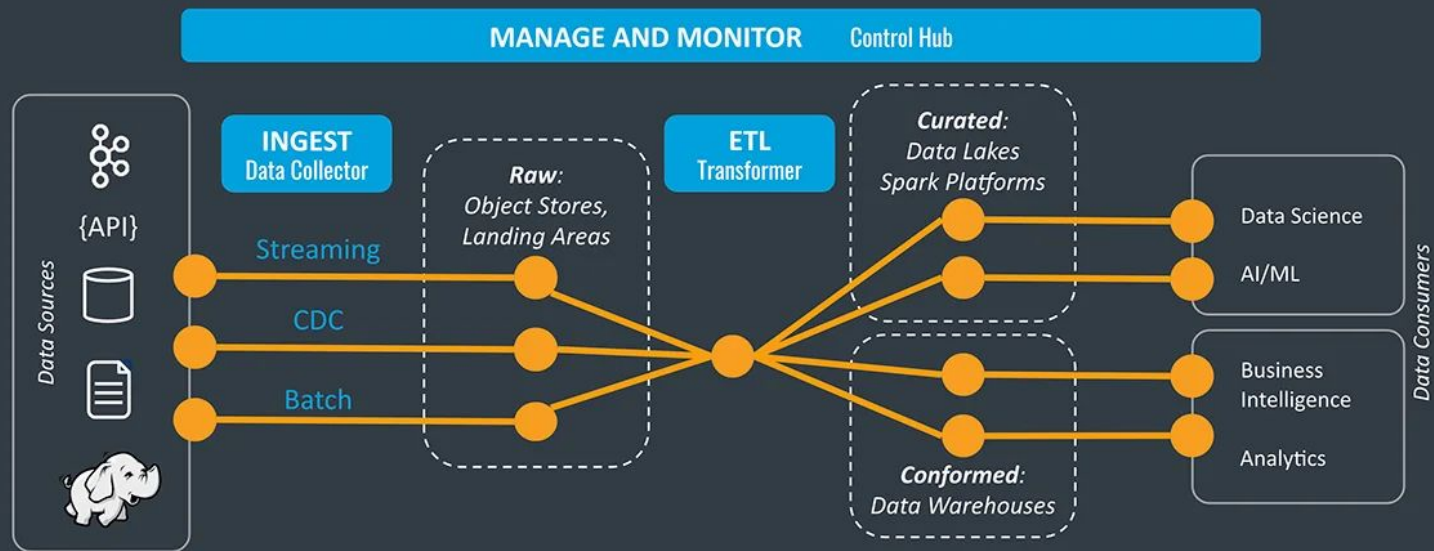 MANAGE AND MONITOR Control Hub
Data Sources
{API}
INGEST
Data Collector
Streaming
CDC
Batch
Raw:
Object Stores,
Landing Areas
ETL
Transformer
Curated:
Data Lakes
Spark Platforms
Conformed:
Data Warehouses
Data Science
AI/ML
Business
Intelligence
Analytics
Data Consumers